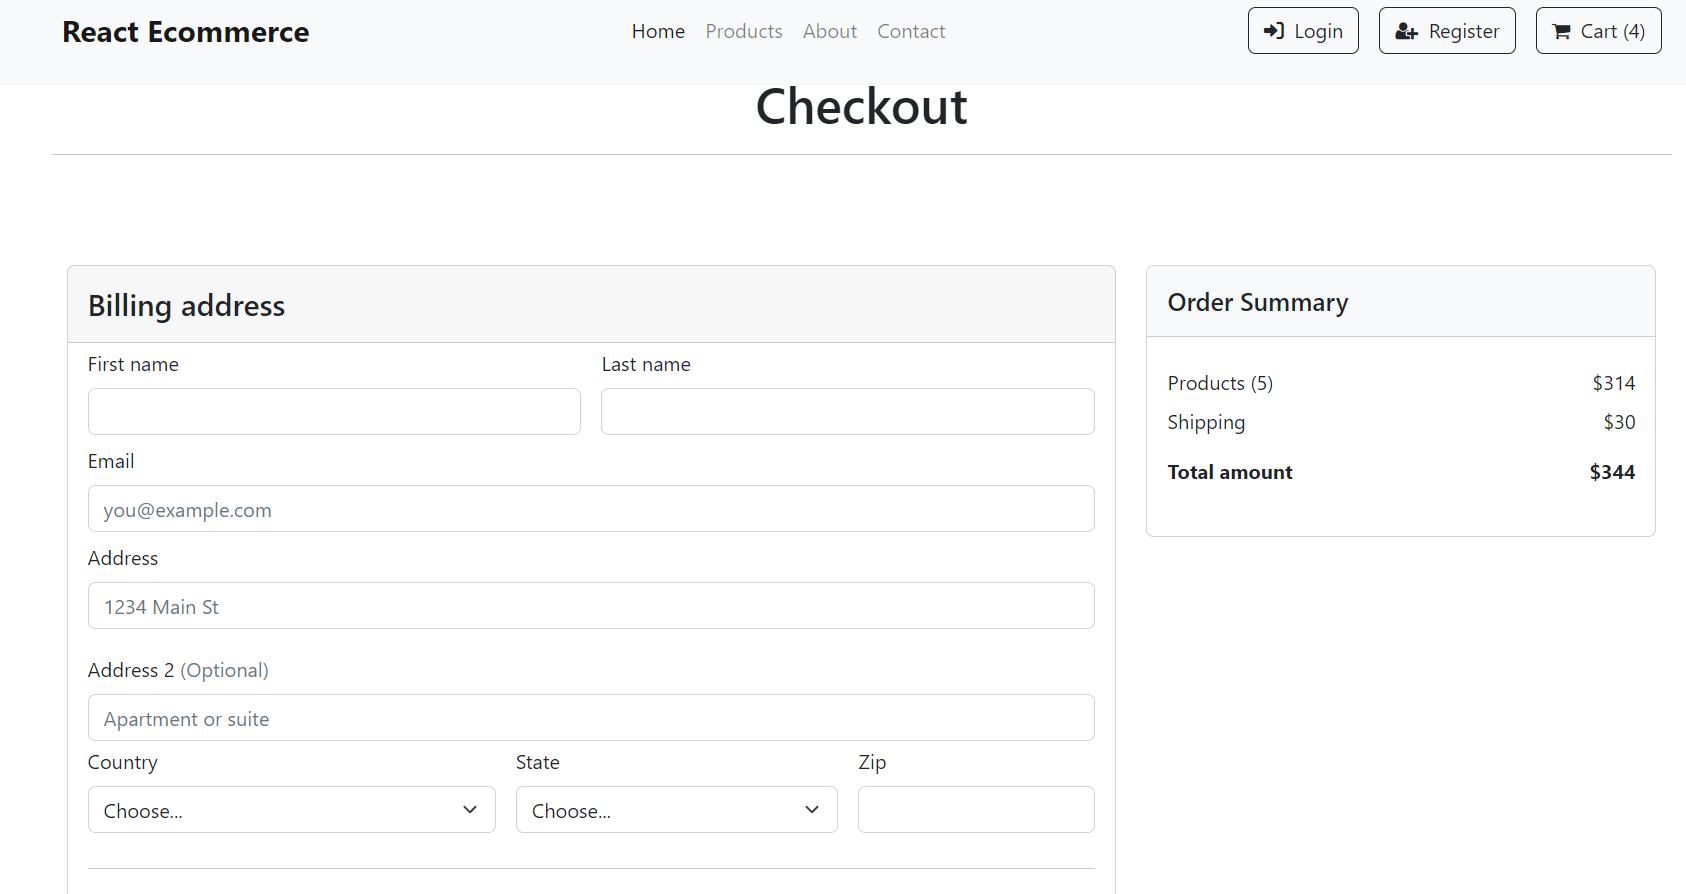 React Ecommerce
Home Products About Contact
Login Register Cart (4)
Checkout
Billing address
First name Last name
Email
you@example.com
Address
1234 Main St
Address 2 (Optional)
Apartment or suite
Country State Zip
Choose... Choose...
Order Summary
Products (5) $314
Shipping $30
Total amount $344